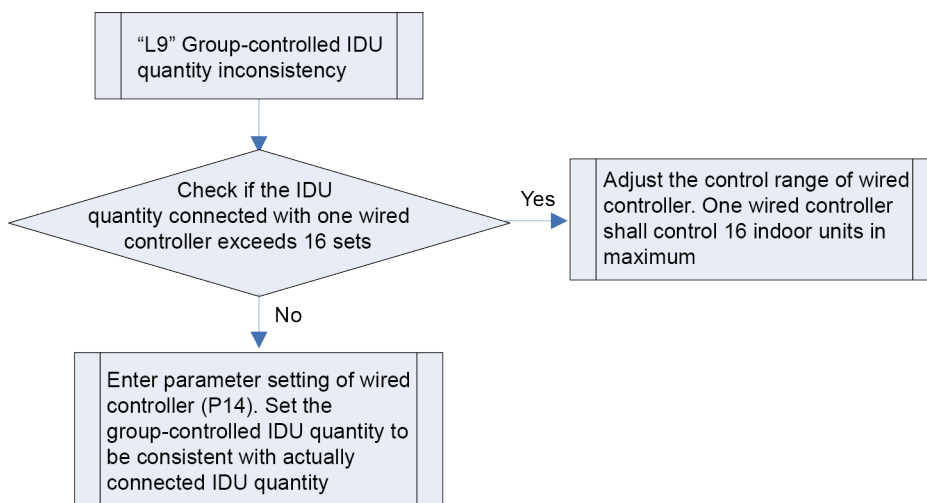 “L9” Group-controlled IDU
quantity inconsistency
Check if the IDU
quantity connected with one wired
controller exceeds 16 sets
Yes
Adjust the control range of wired
controller. One wired controller
shall control 16 indoor units in
maximum
No
Enter parameter setting of wired
controller (P14). Set the
group-controlled IDU quantity to
be consistent with actually
connected IDU quantity